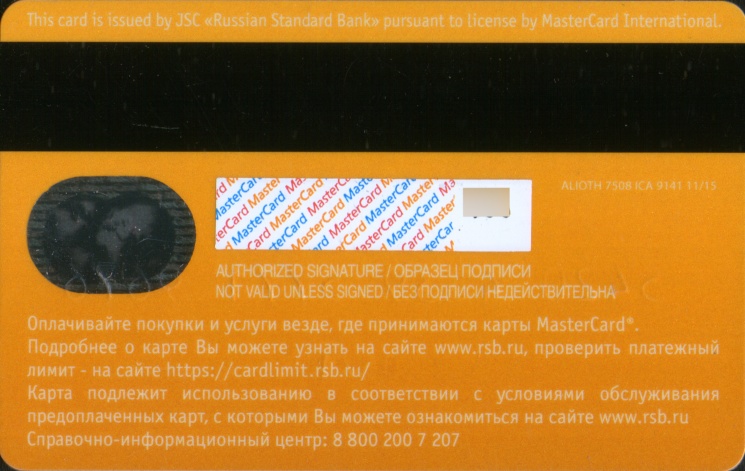 This card is issued by JSC «Russian Standard Bank» pursuant to license by MasterCard International.
ALIOTH 7508 ICA 9141 11/15
MasterCard MasterCard MasterCard
AUTHORIZED SIGNATURE / ОБРАЗЕЦ ПОДПИСИ
NOT VALID UNLESS SIGNED / БЕЗ ПОДПИСИ НЕДЕЙСТВИТЕЛЬНА
Оплачивайте покупки и услуги везде, где принимаются карты MasterCard®.
Подробнее о карте Вы можете узнать на сайте www.rsb.ru, проверить платежный
лимит - на сайте https://cardlimit.rsb.ru/
Карта подлежит использованию в соответствии с условиями обслуживания
предоплаченных карт, с которыми Вы можете ознакомиться на сайте www.rsb.ru
Справочно-информационный центр: 8 800 200 7 207